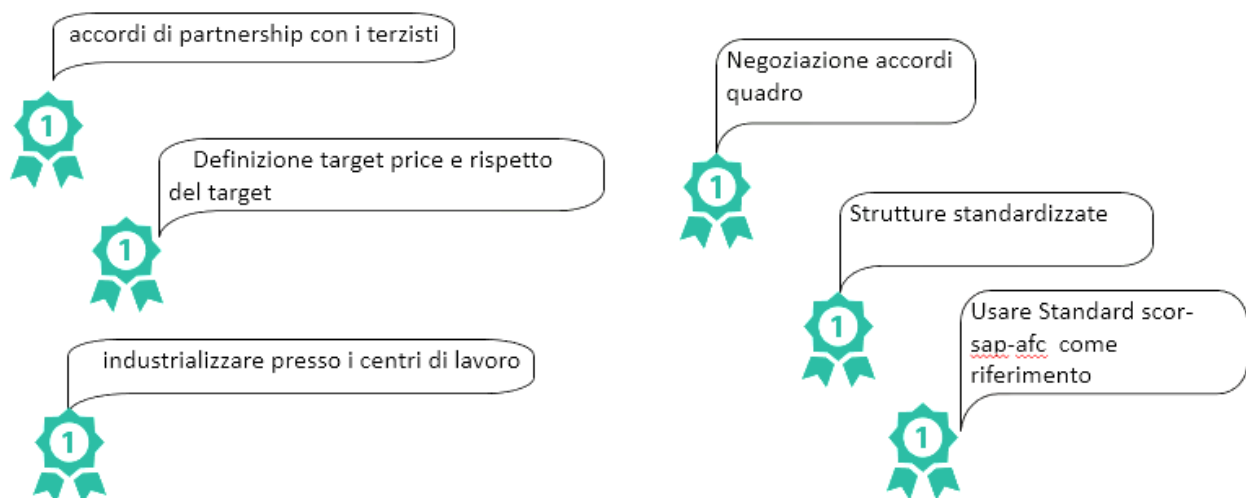 accordi di partnership con i terzisti
1
Definizione target price e rispetto
del target
1
industrializzare presso i centri di lavoro
1
Negoziazione accordi
quadro
1
Strutture standardizzate
1
Usare Standard scor-
sap-afc come
riferimento
1